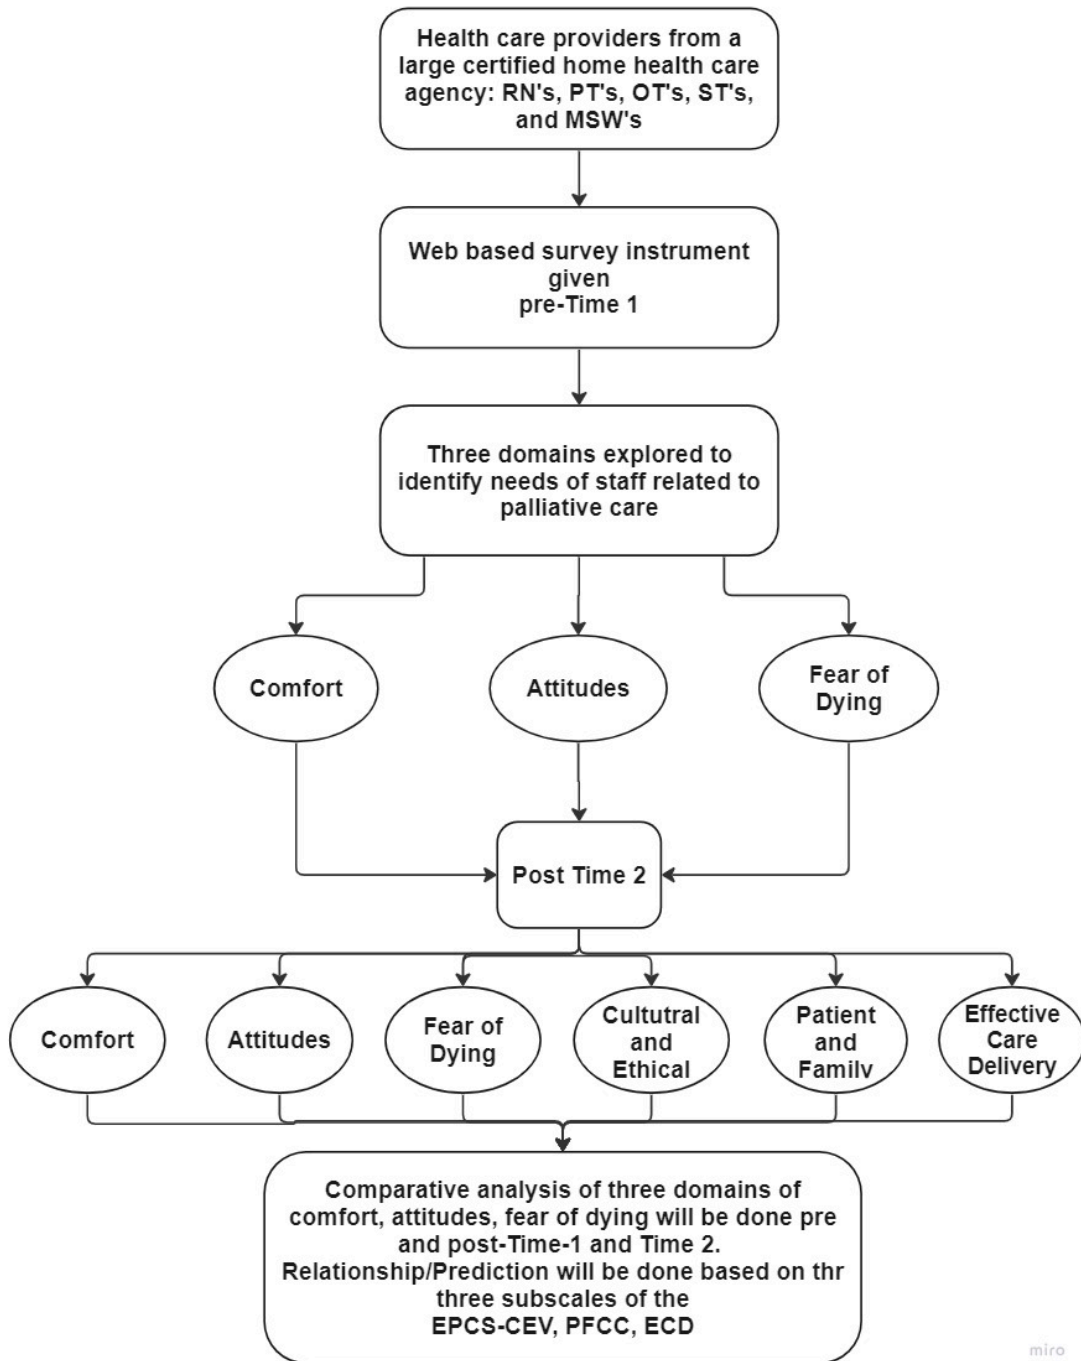 Health care providers from a
large certified home health care
agency: RN's, PT's, OT's, ST's,
and MSW's
Web based survey instrument
given
pre-Time 1
Three domains explored to
identify needs of staff related to
palliative care
Comfort
Attitudes
Fear of
Dying
Post Time 2
Comfort
Attitudes
Fear of
Dying
Cultutral
and
Ethical
Patient
and
Family
Effective
Care
Delivery
Comparative analysis of three domains of
comfort, attitudes, fear of dying will be done pre
and post-Time-1 and Time 2.
Relationship/Prediction will be done based on thr
three subscales of the
EPCS-CEV, PFCC, ECD
miro